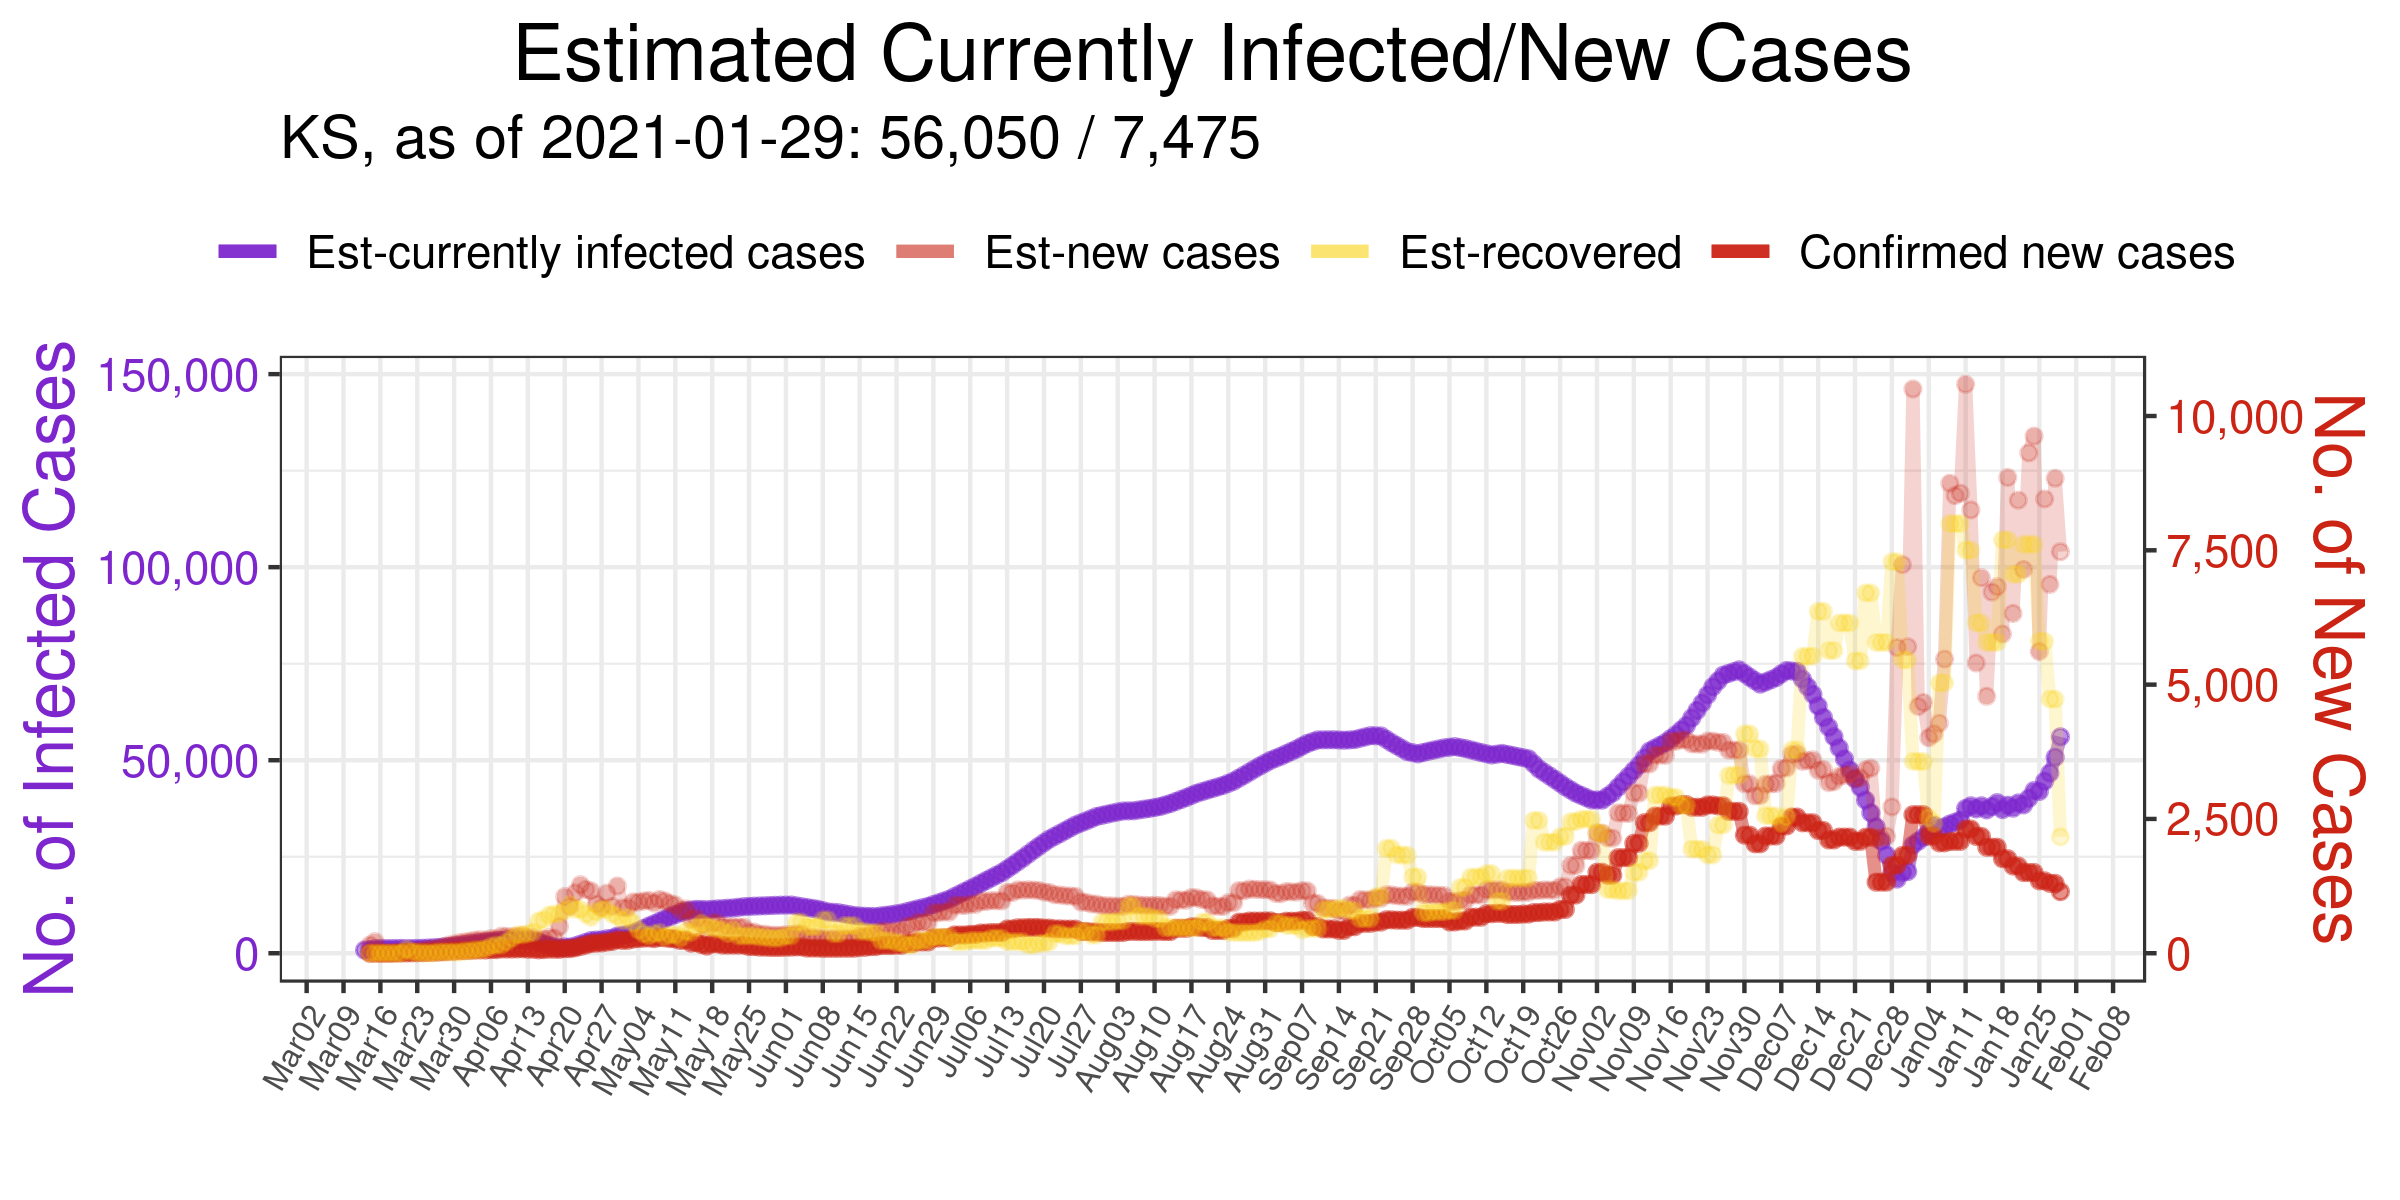 Estimated Currently Infected/New Cases
KS, as of 2021-01-29: 56,050 / 7,475
Est-currently infected cases Est-new cases Est-recovered Confirmed new cases
No. of Infected Cases
150,000
100,000
50,000
0
10,000
7,500
5,000
2,500
0
No. of New Cases
Mar02 Mar09 Mar16 Mar23 Mar30 Apr06 Apr13 Apr20 Apr27 May04 May11 May18 May25 Jun01 Jun08 Jun15 Jun22 Jun29 Jul06 Jul13 Jul20 Jul27 Aug03 Aug10 Aug17 Aug24 Aug31 Sep07 Sep14 Sep21 Sep28 Oct05 Oct12 Oct19 Oct26 Nov02 Nov09 Nov16 Nov23 Nov30 Dec07 Dec14 Dec21 Dec28 Jan04 Jan11 Jan18 Jan25 Feb01 Feb08